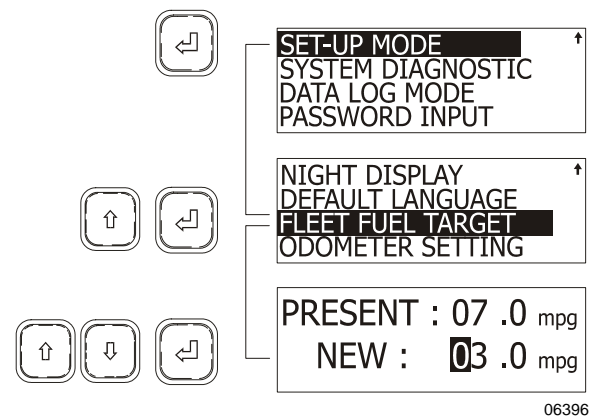 SET-UP MODE
SYSTEM DIAGNOSTIC
DATA LOG MODE
PASSWORD INPUT
NIGHT DISPLAY
DEFAULT LANGUAGE
FLEET FUEL TARGET
ODOMETER SETTING
PRESENT : 07 .0 mpg
NEW : 03 .0 mpg
06396